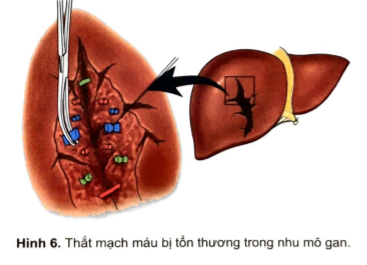 Hình 6. Thắt mạch máu bị tổn thương trong nhu mô gan.